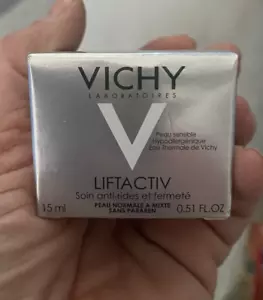 VICHY
LABORATOIRES
V
Peau sensible
Hypoallergénique
Eau Thermale de Vichy
LIFTACTIV
Soin anti-rides et fermeté
15 ml
PEAU NORMALE A MIXTE
SANS PARABEN
0.51 FL.OZ